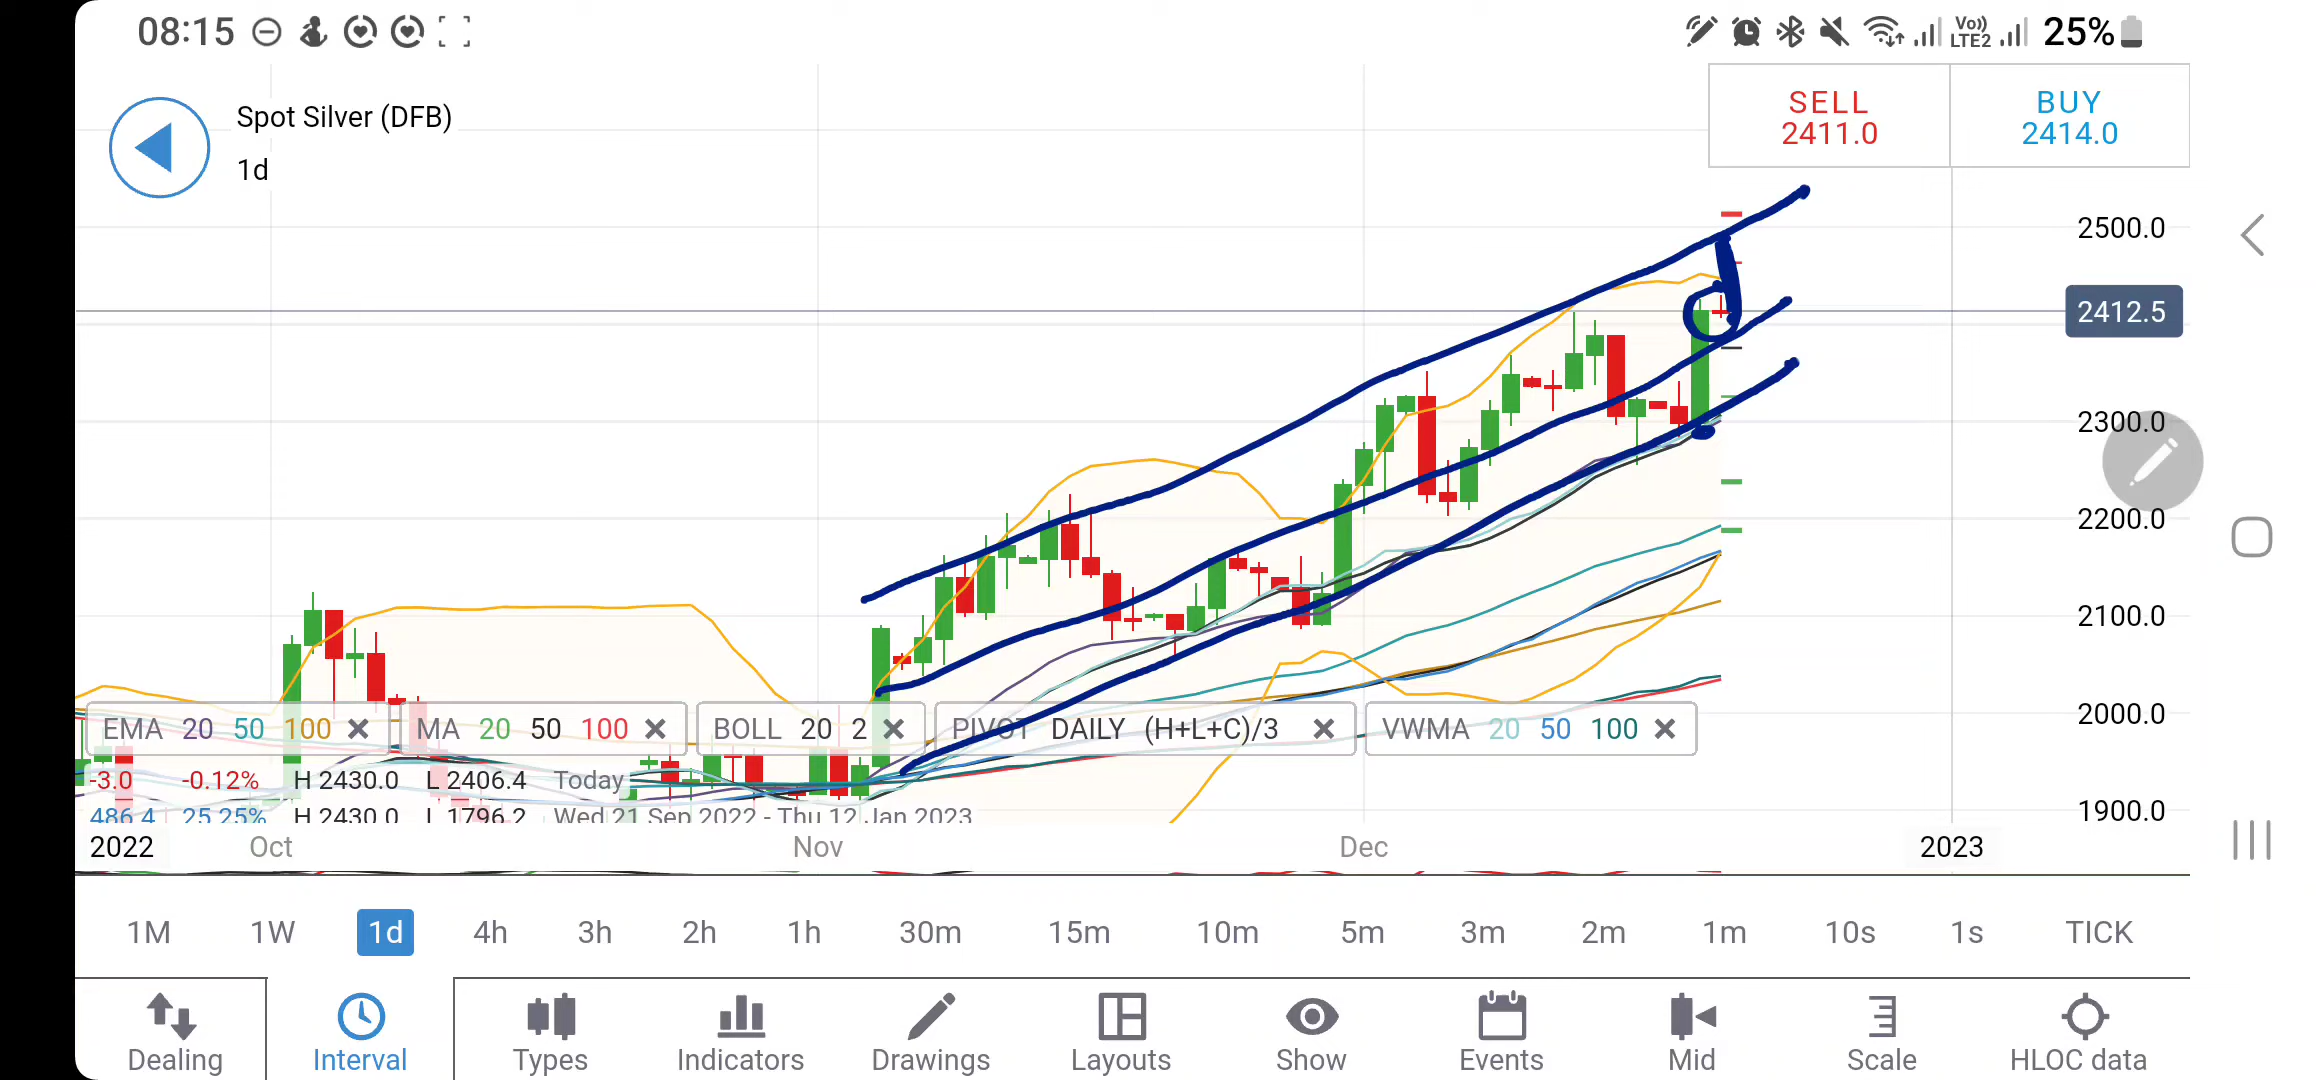 08:15 Vo)) LTE2 25%
Spot Silver (DFB)
1d
SELL BUY
2411.0 2414.0
2500.0
2412.5
2300.0
2200.0
2100.0
2000.0
EMA 20 50 100 MA 20 50 100 BOLL 20 2 PIVOT DAILY (H+L+C)/3 VWMA 20 50 100
-3.0 -0.12% H 2430.0 L 2406.4 Today
486.4 25.25% H 2430.0 L 1796.2 Wed 21 Sep 2022 - Thu 12 Jan 2023
1900.0
2022 Oct Nov Dec 2023
1M 1W 1d 4h 3h 2h 1h 30m 15m 10m 5m 3m 2m 1m 10s 1s TICK
Dealing Interval Types Indicators Drawings Layouts Show Events Mid Scale HLOC data